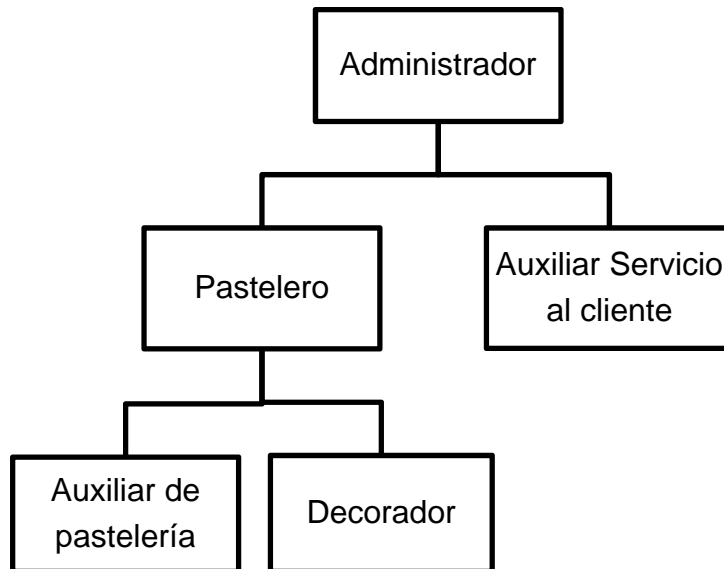 Administrador
Pastelero
Auxiliar Servicio
al cliente
Auxiliar de
pastelería
Decorador